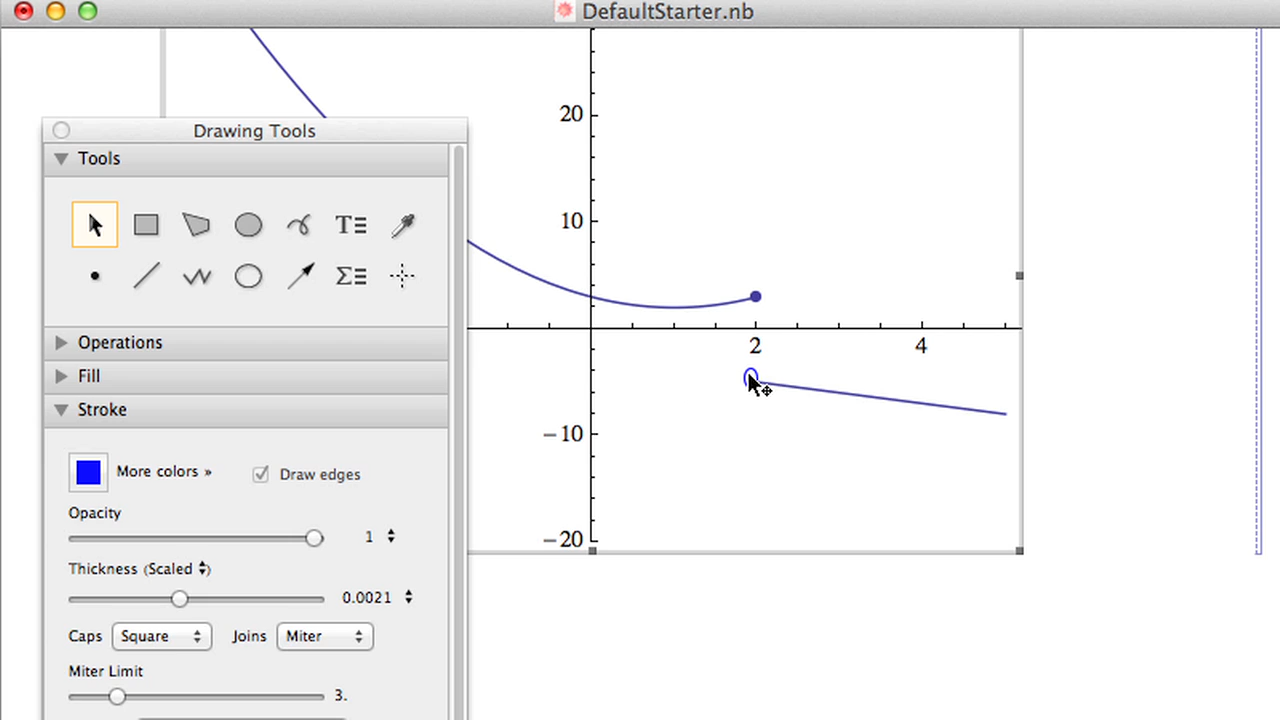 DefaultStarter.nb
20
10
2
4
−10
−20
Drawing Tools
Tools
T
Σ
Operations
Fill
Stroke
More colors »
Draw edges
Opacity
1
Thickness (Scaled)
0.0021
Caps
Square
Joins
Miter
Miter Limit
3.